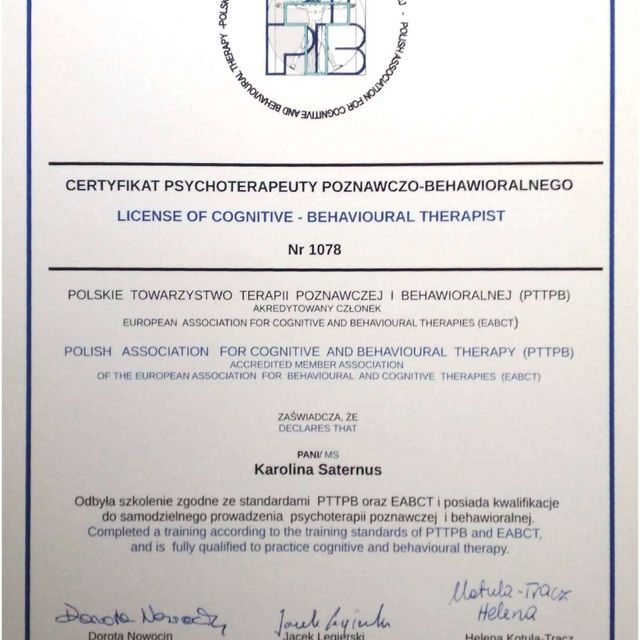 POLISH ASSOCIATION FOR COGNITIVE AND BEHAVIOURAL THERAPY
CERTYFIKAT PSYCHOTERAPEUTY POZNAWCZO-BEHAWIORALNEGO
LICENSE OF COGNITIVE - BEHAVIOURAL THERAPIST
Nr 1078
POLSKIE TOWARZYSTWO TERAPII POZNAWCZEJ I BEHAWIORALNEJ (PTTPB)
AKREDYTOWANY CZŁONEK
EUROPEAN ASSOCIATION FOR COGNITIVE AND BEHAVIOURAL THERAPIES (EABCT)
POLISH ASSOCIATION FOR COGNITIVE AND BEHAVIOURAL THERAPY (PTTPB)
ACCREDITED MEMBER ASSOCIATION
OF THE EUROPEAN ASSOCIATION FOR BEHAVIOURAL AND COGNITIVE THERAPIES (EABCT)
ZAŚWIADCZA, ŻE
DECLARES THAT
PANI/ MS
Karolina Saternus
Odbyła szkolenie zgodne ze standardami PTTPB oraz EABCT i posiada kwalifikacje
do samodzielnego prowadzenia psychoterapii poznawczej i behawioralnej.
Completed a training according to the training standards of PTTPB and EABCT,
and is fully qualified to practice cognitive and behavioural therapy.
Matula-Tracz
Dorota Nowocin Jacek Legierski Helena
Dorota Nowocin Jacek Legierski Helena Kotula-Tracz